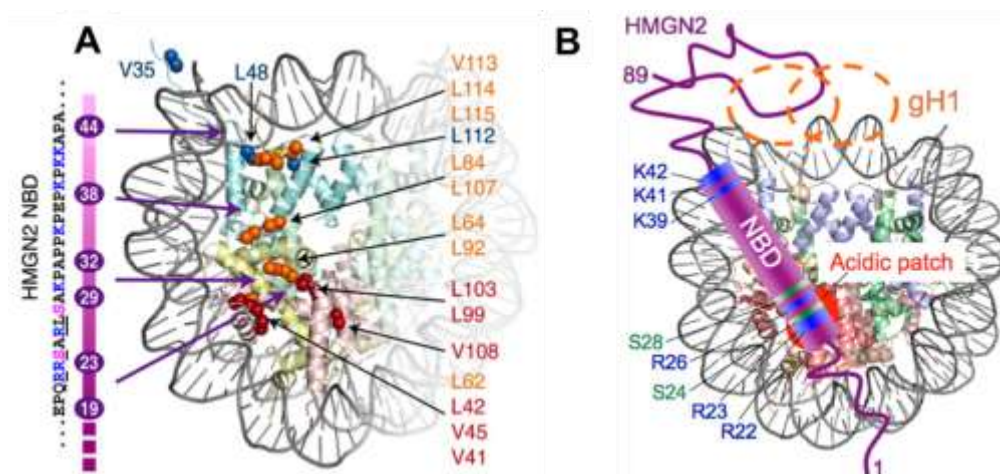 A
HMGN2 NBD
...EPQRRSARLSAKPAPPKPEPKPKKAPA...
44
38
32
29
23
19
V35
L48
V113
L114
L115
L112
L84
L107
L64
L92
L103
L99
V108
L62
L42
V45
V41
B
HMGN2
89
gH1
K42
K41
K39
NBD
Acidic patch
S28
R26
S24
R23
R22
1